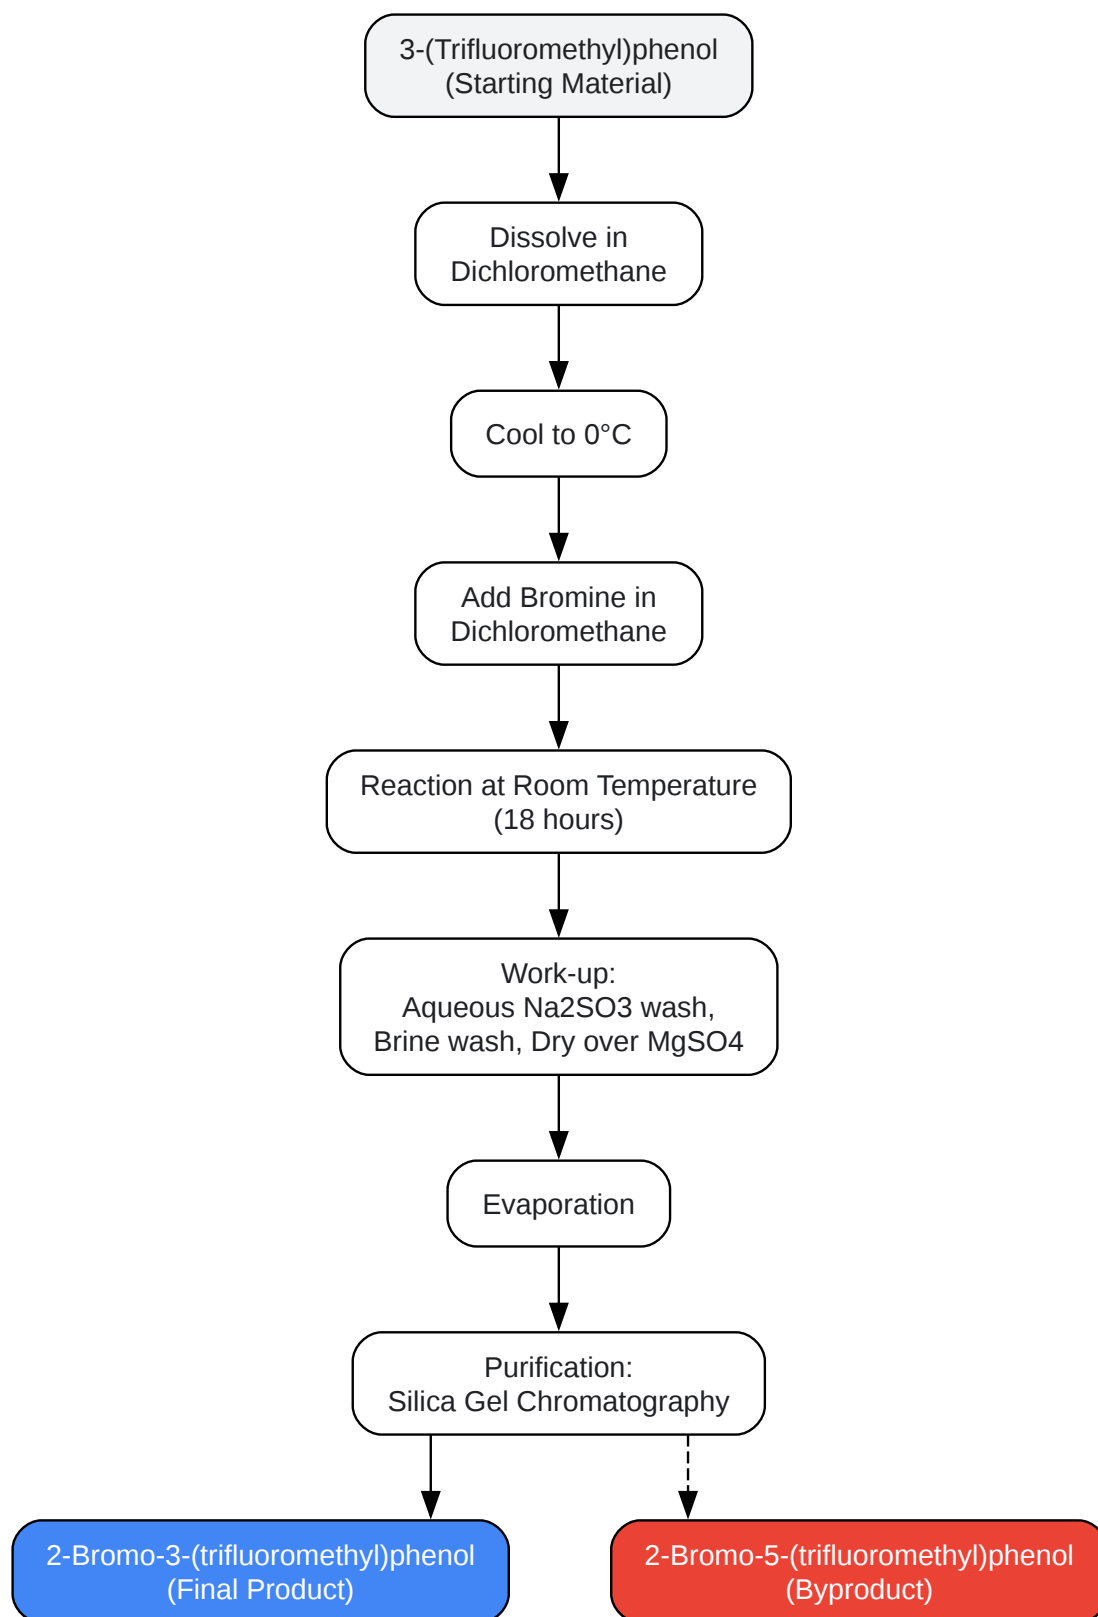 3-(Trifluoromethyl)phenol
(Starting Material)
Dissolve in
Dichloromethane
Cool to 0°C
Add Bromine in
Dichloromethane
Reaction at Room Temperature
(18 hours)
Work-up:
Aqueous Na2SO3 wash,
Brine wash, Dry over MgSO4
Evaporation
Purification:
Silica Gel Chromatography
2-Bromo-3-(trifluoromethyl)phenol
(Final Product)
2-Bromo-5-(trifluoromethyl)phenol
(Byproduct)